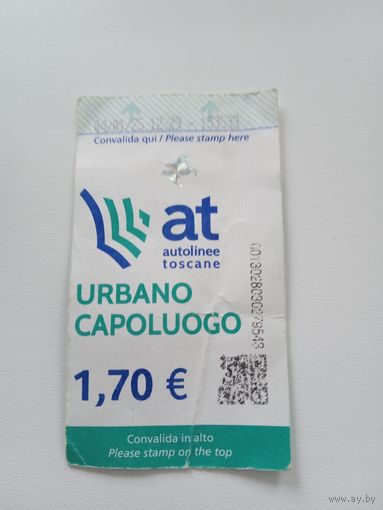 Convalida qui / Please stamp here
at
autolinee
toscane
URBANO
CAPOLUOGO
1,70 €
Convalida in alto
Please stamp on the top
www.ay.by